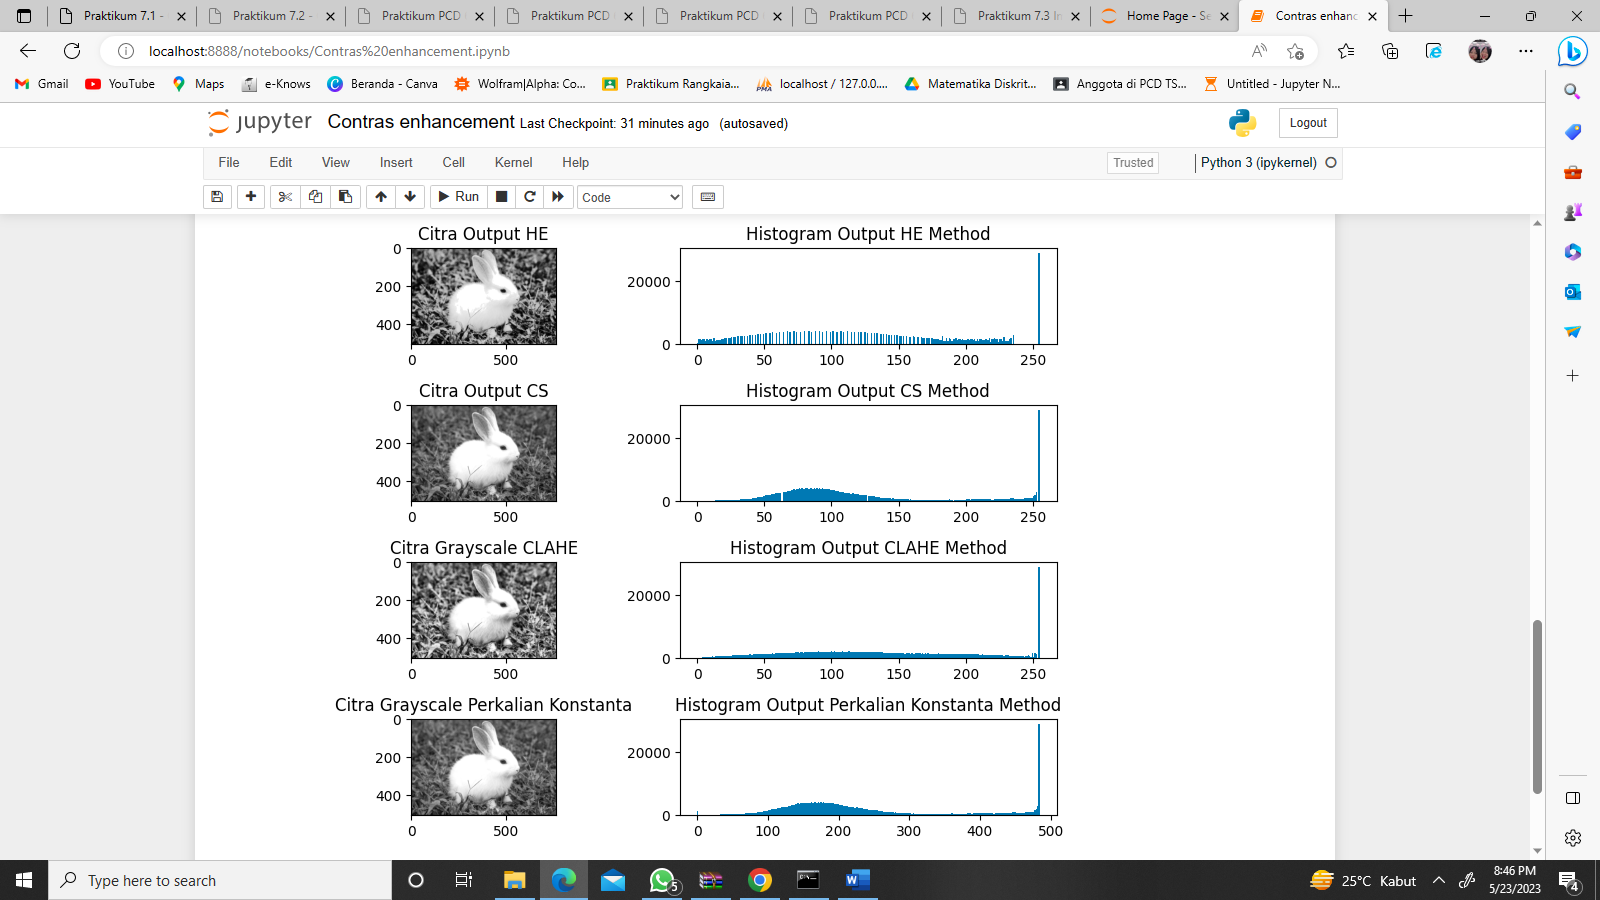 Praktikum 7.1 -
Praktikum 7.2 -
Praktikum PCD
Praktikum PCD
Praktikum PCD
Praktikum PCD
Praktikum 7.3
Home Page - Se
Contras enhanc
localhost:8888/notebooks/Contras%20enhancement.ipynb
Gmail
YouTube
Maps
e-Knows
Beranda - Canva
Wolfram|Alpha: Co...
Praktikum Rangkaia...
localhost / 127.0.0....
Matematika Diskrit...
Anggota di PCD TS...
Untitled - Jupyter N...
jupyter Contras enhancement Last Checkpoint: 31 minutes ago (autosaved)
Logout
File Edit View Insert Cell Kernel Help
Trusted
Python 3 (ipykernel)
Run
Code
Citra Output HE
0
200
400
0 500
Histogram Output HE Method
20000
0
0 50 100 150 200 250
Citra Output CS
0
200
400
0 500
Histogram Output CS Method
20000
0
0 50 100 150 200 250
Citra Grayscale CLAHE
0
200
400
0 500
Histogram Output CLAHE Method
20000
0
0 50 100 150 200 250
Citra Grayscale Perkalian Konstanta
0
200
400
0 500
Histogram Output Perkalian Konstanta Method
20000
0
0 100 200 300 400 500
Type here to search
5
25°C Kabut
8:46 PM
5/23/2023
4